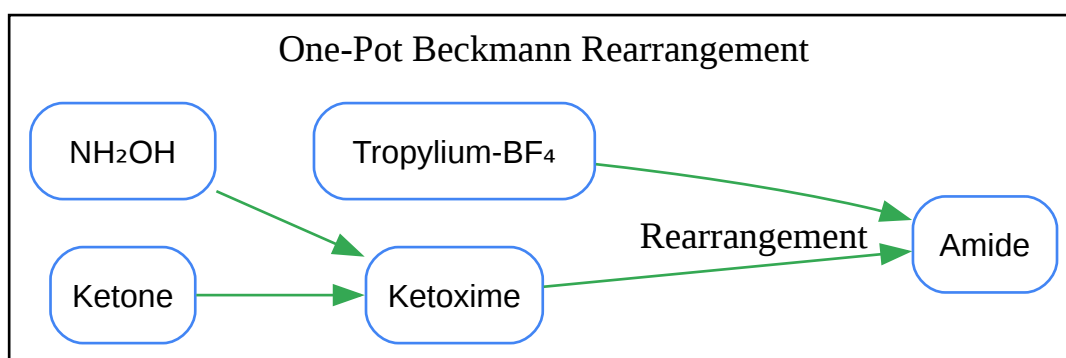 One-Pot Beckmann Rearrangement
NH₂OH
Tropylium-BF₄
Rearrangement
Amide
Ketone
Ketoxime